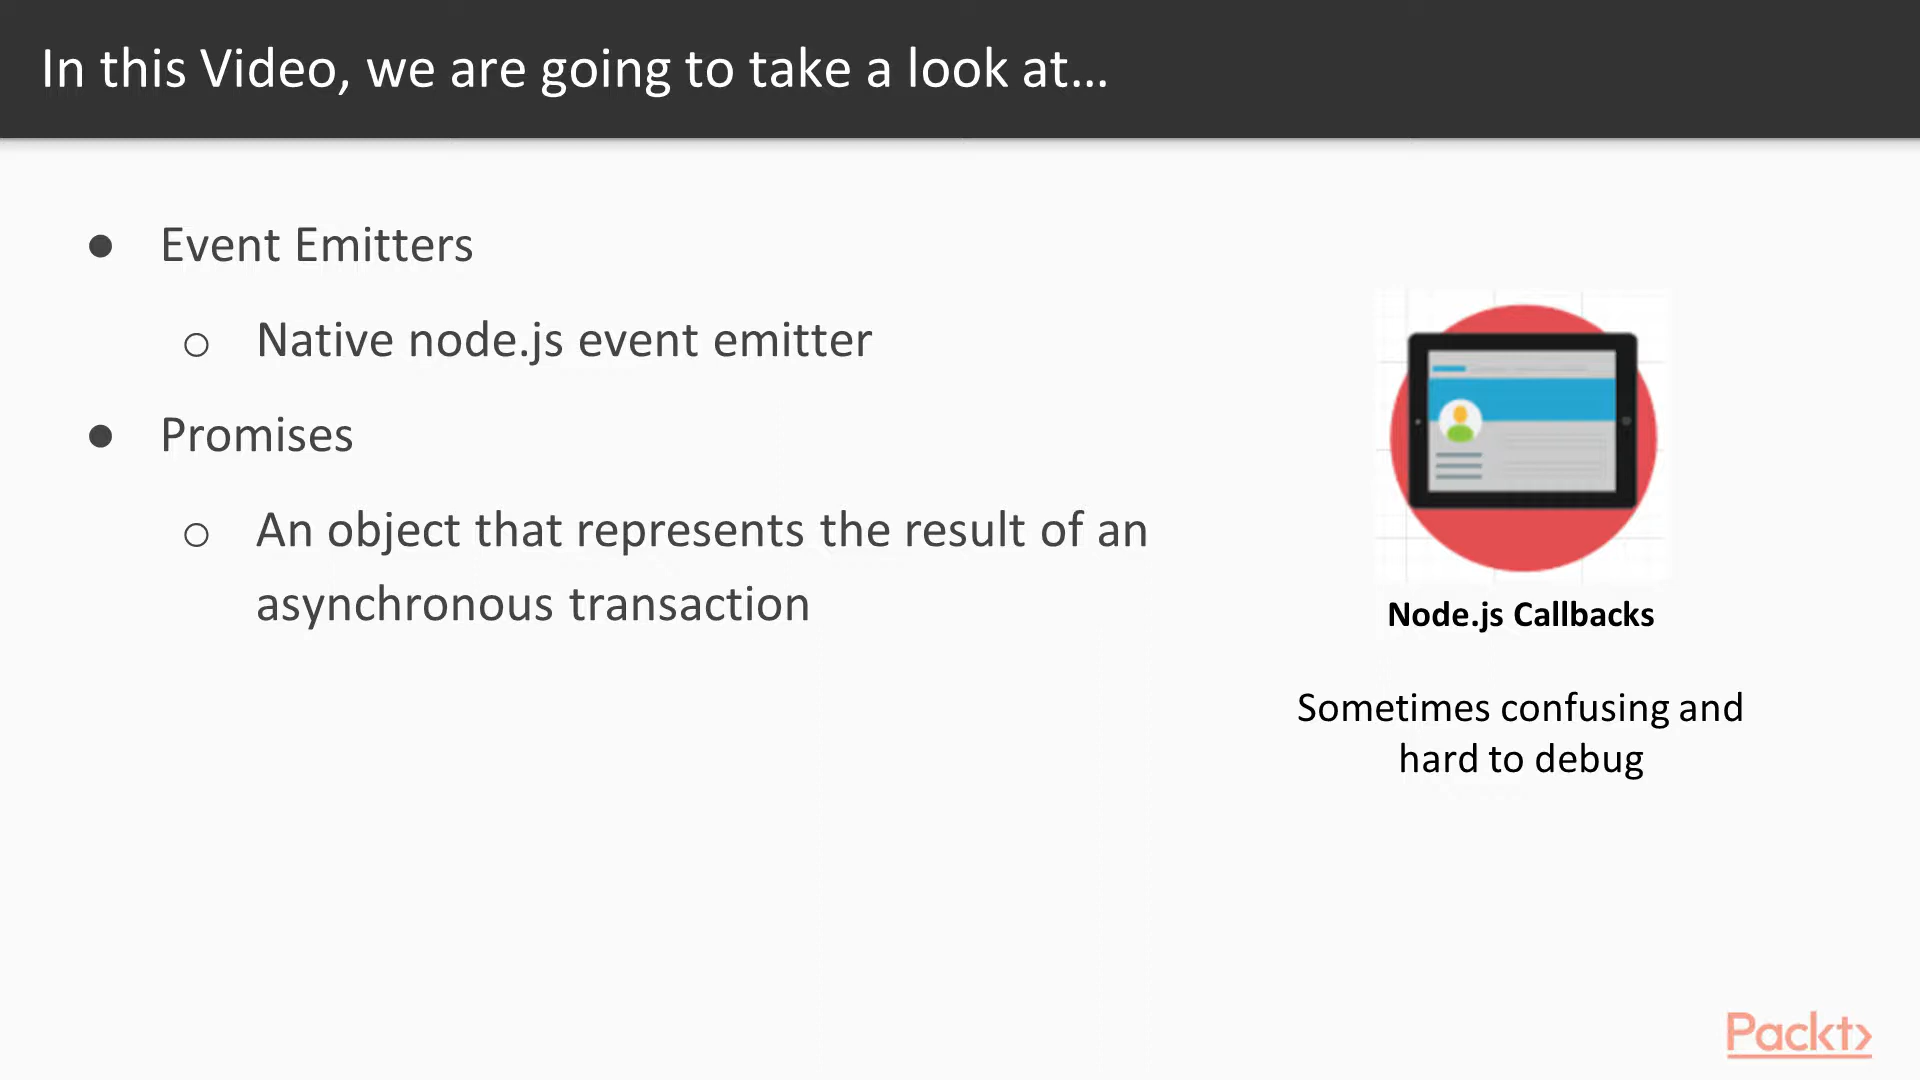 In this Video, we are going to take a look at...
● Event Emitters
○ Native node.js event emitter
● Promises
○ An object that represents the result of an
asynchronous transaction
Node.js Callbacks
Sometimes confusing and
hard to debug
Packt>